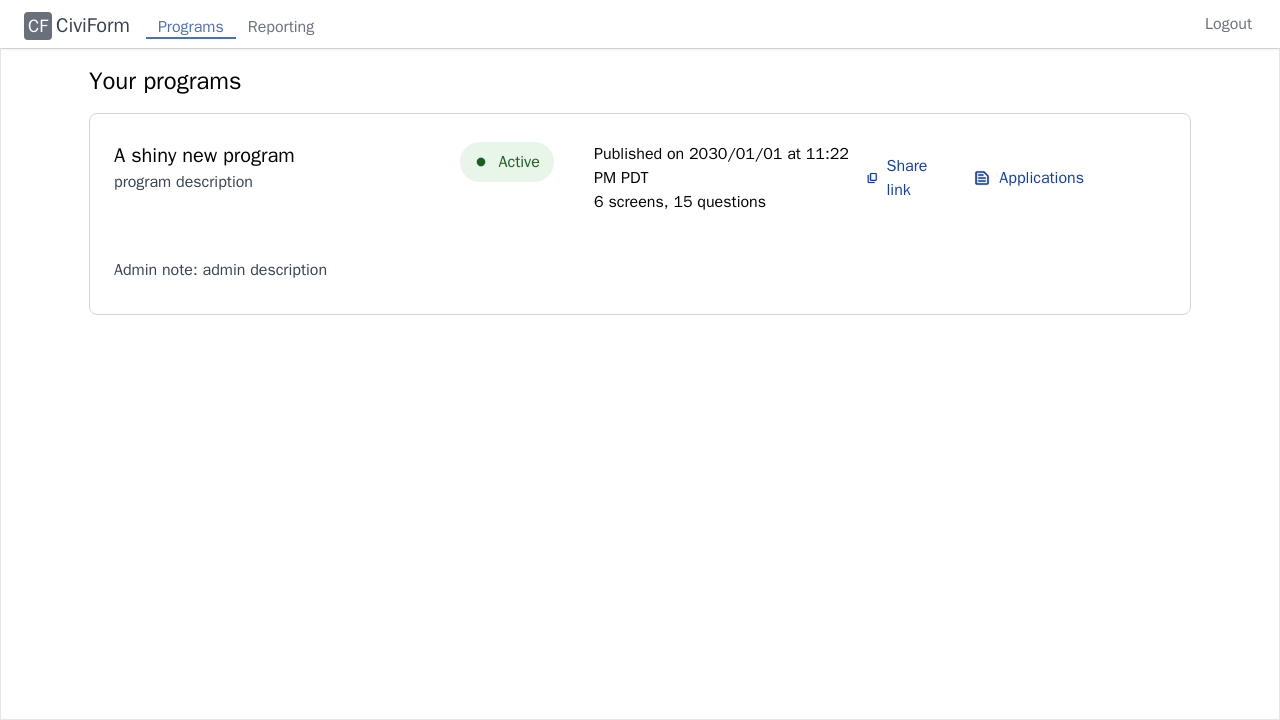 CF CiviForm Programs Reporting Logout
Your programs
A shiny new program
program description
Active
Published on 2030/01/01 at 11:22
PM PDT
6 screens, 15 questions
Share
link
Applications
Admin note: admin description